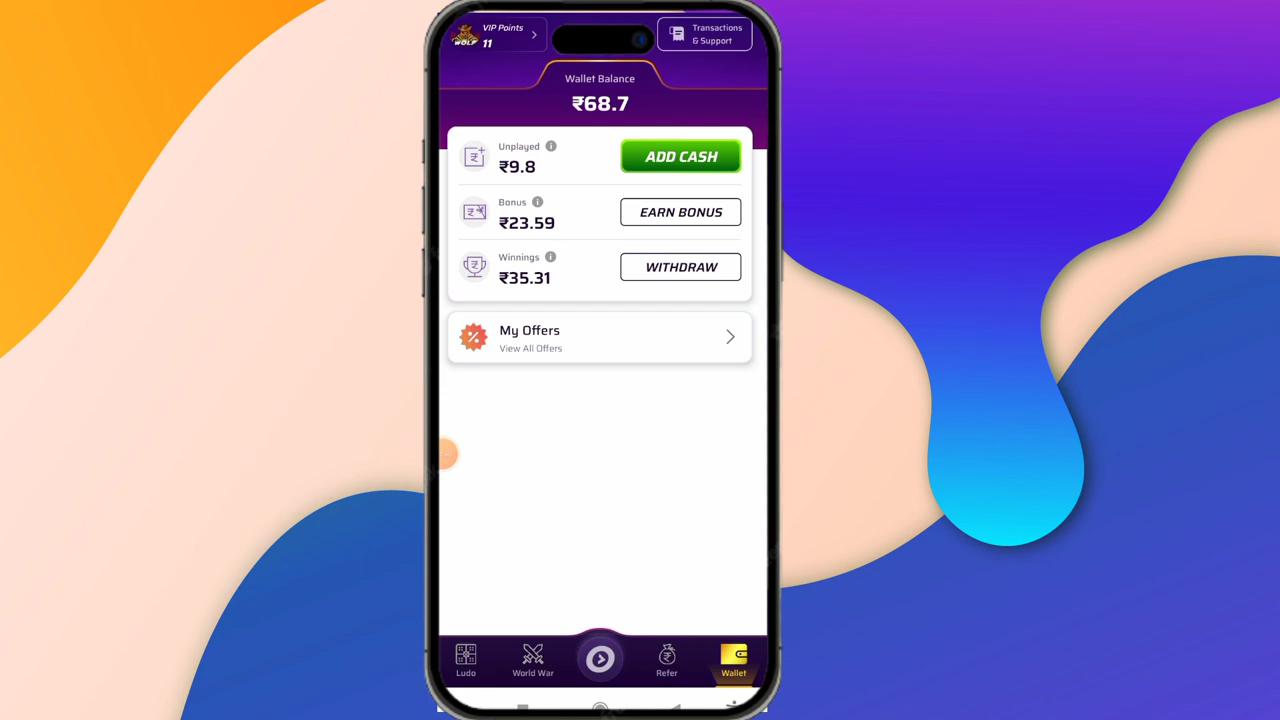 VIP Points
11
WOLF
Transactions
& Support
Wallet Balance
₹68.7
Unplayed
₹9.8
ADD CASH
Bonus
₹23.59
EARN BONUS
Winnings
₹35.31
WITHDRAW
My Offers
View All Offers
Ludo
World War
Refer
Wallet